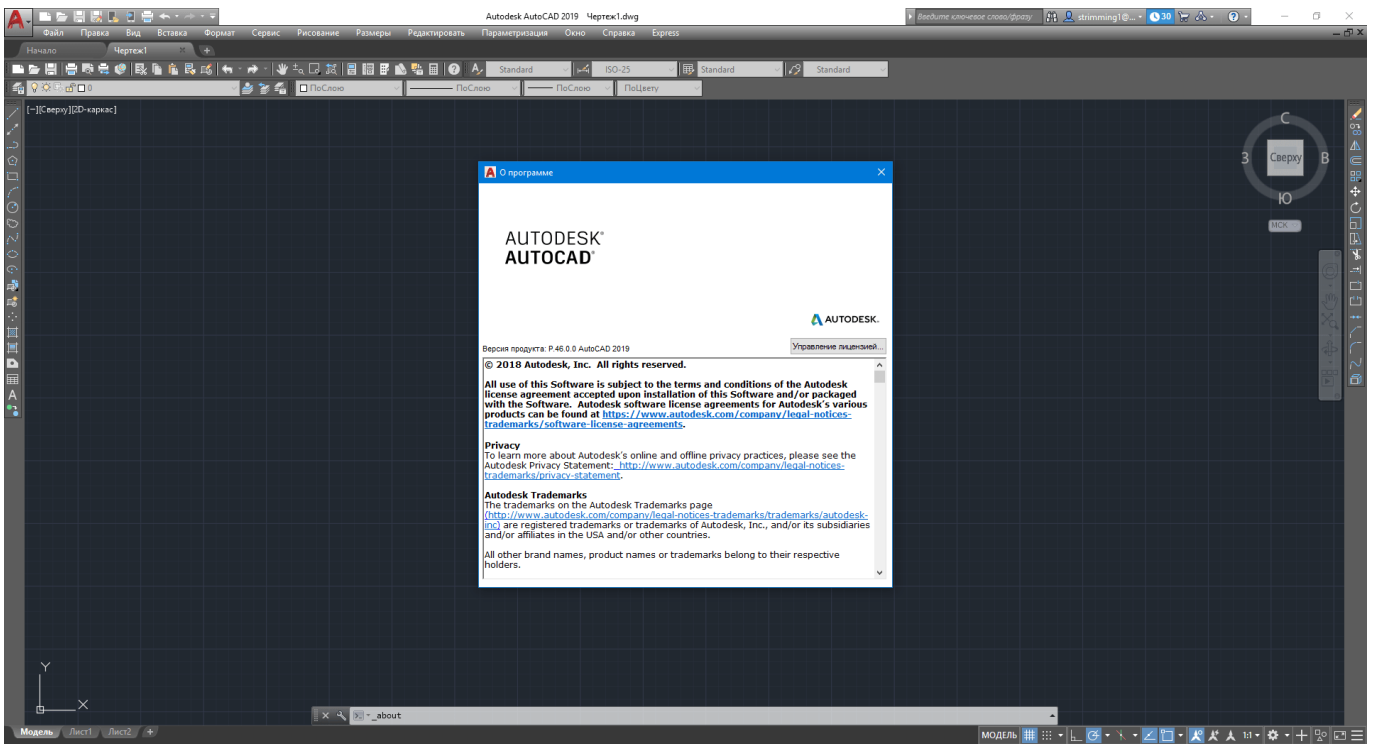 Autodesk AutoCAD 2019 Чертеж1.dwg
Введите ключевое слово/фразу
strimming1@...
30
Файл Правка Вид Вставка Формат Сервис Рисование Размеры Редактировать Параметризация Окно Справка Express
Начало Чертеж1
Standard ISO-25 Standard Standard
0 ПоСлою ПоСлою ПоСлою ПоЦвету
[−][Сверху][2D-каркас]
С
З Сверху В
Ю
МСК
A О программе
AUTODESK®
AUTOCAD®
AUTODESK.
Версия продукта: P.46.0.0 AutoCAD 2019
Управление лицензией...
© 2018 Autodesk, Inc. All rights reserved.
All use of this Software is subject to the terms and conditions of the Autodesk
license agreement accepted upon installation of this Software and/or packaged
with the Software. Autodesk software license agreements for Autodesk's various
products can be found at https://www.autodesk.com/company/legal-notices-
trademarks/software-license-agreements.
Privacy
To learn more about Autodesk's online and offline privacy practices, please see the
Autodesk Privacy Statement: http://www.autodesk.com/company/legal-notices-
trademarks/privacy-statement.
Autodesk Trademarks
The trademarks on the Autodesk Trademarks page
(http://www.autodesk.com/company/legal-notices-trademarks/trademarks/autodesk-
inc) are registered trademarks or trademarks of Autodesk, Inc., and/or its subsidiaries
and/or affiliates in the USA and/or other countries.
All other brand names, product names or trademarks belong to their respective
holders.
Y
X
_about
Модель Лист1 Лист2 +
МОДЕЛЬ
1:1